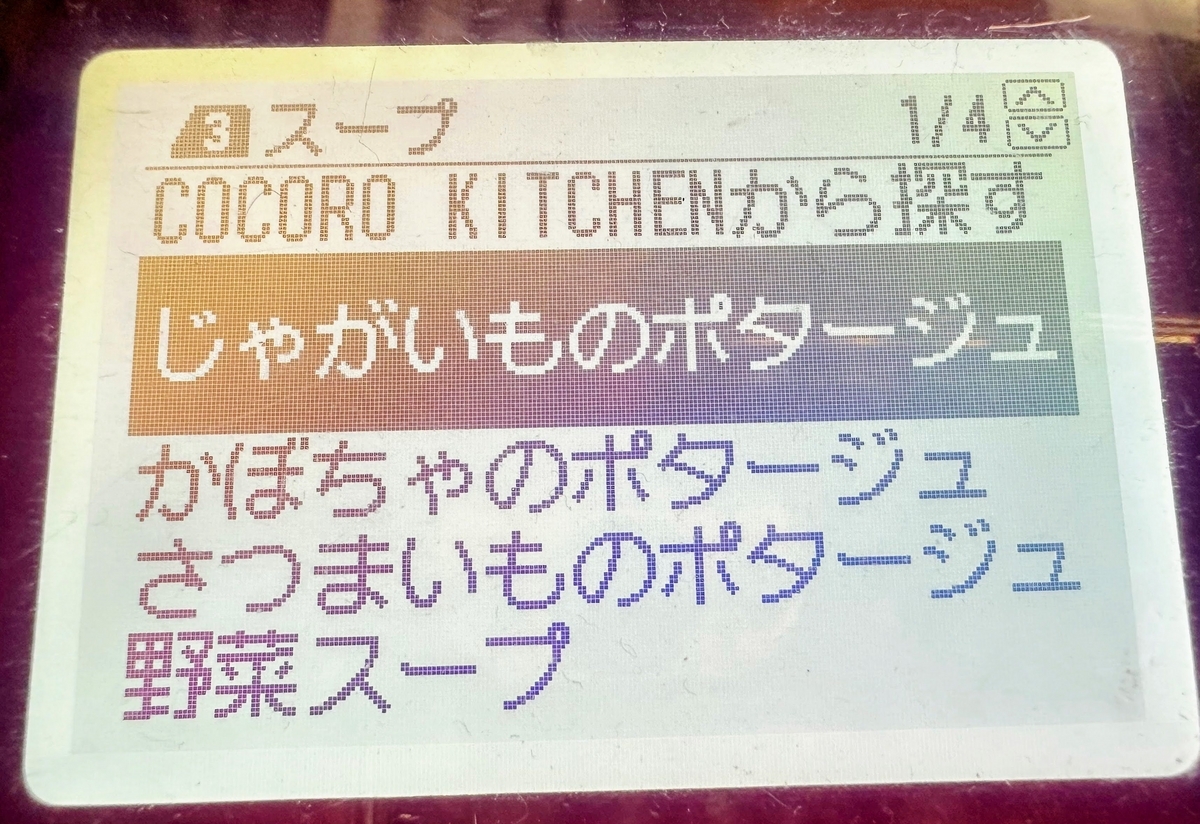 3 スープ 1/4
COCORO KITCHENから探す
じゃがいものポタージュ
かぼちゃのポタージュ
さつまいものポタージュ
野菜スープ